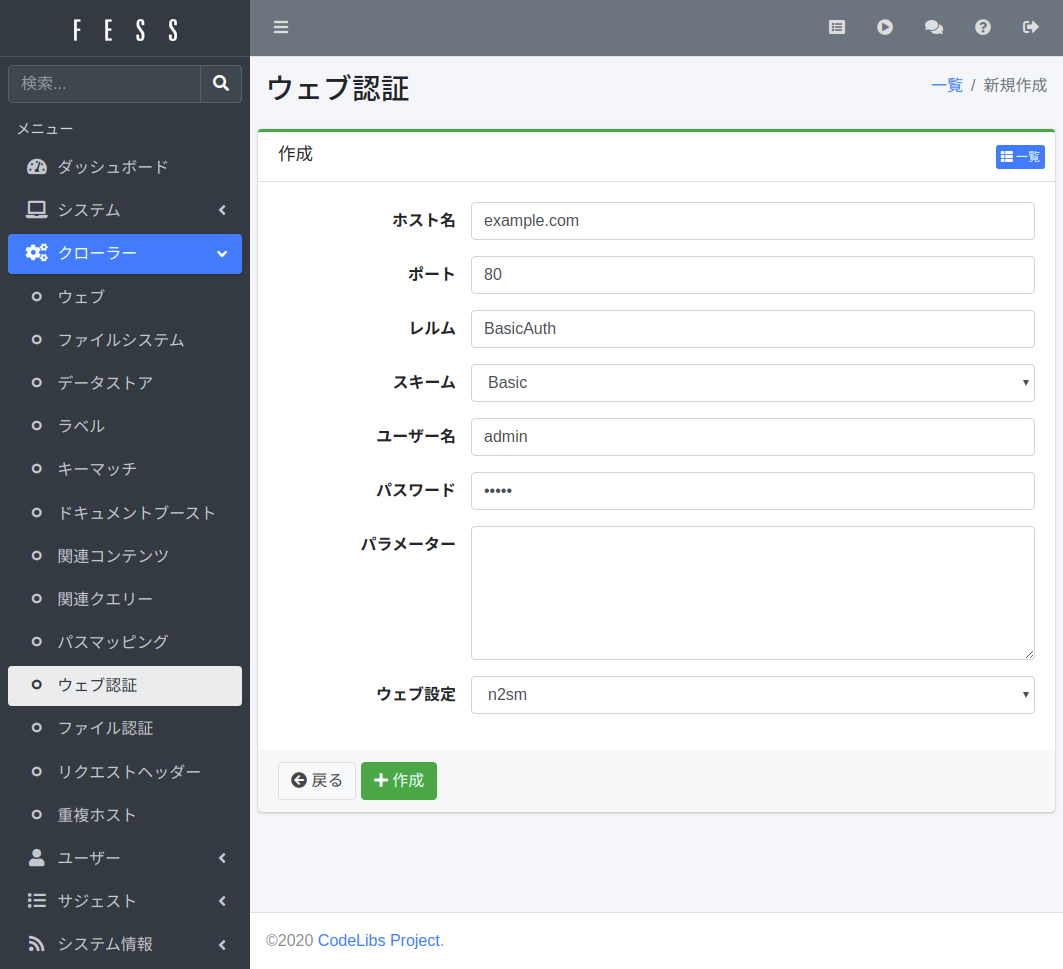 FESS
検索...
メニュー
ダッシュボード
システム
クローラー
ウェブ
ファイルシステム
データストア
ラベル
キーマッチ
ドキュメントブースト
関連コンテンツ
関連クエリー
パスマッピング
ウェブ認証
ファイル認証
リクエストヘッダー
重複ホスト
ユーザー
サジェスト
システム情報
ウェブ認証
一覧 / 新規作成
作成
一覧
ホスト名 example.com
ポート 80
レルム BasicAuth
スキーム Basic
ユーザー名 admin
パスワード •••••
パラメーター
ウェブ設定 n2sm
戻る 作成
©2020 CodeLibs Project.